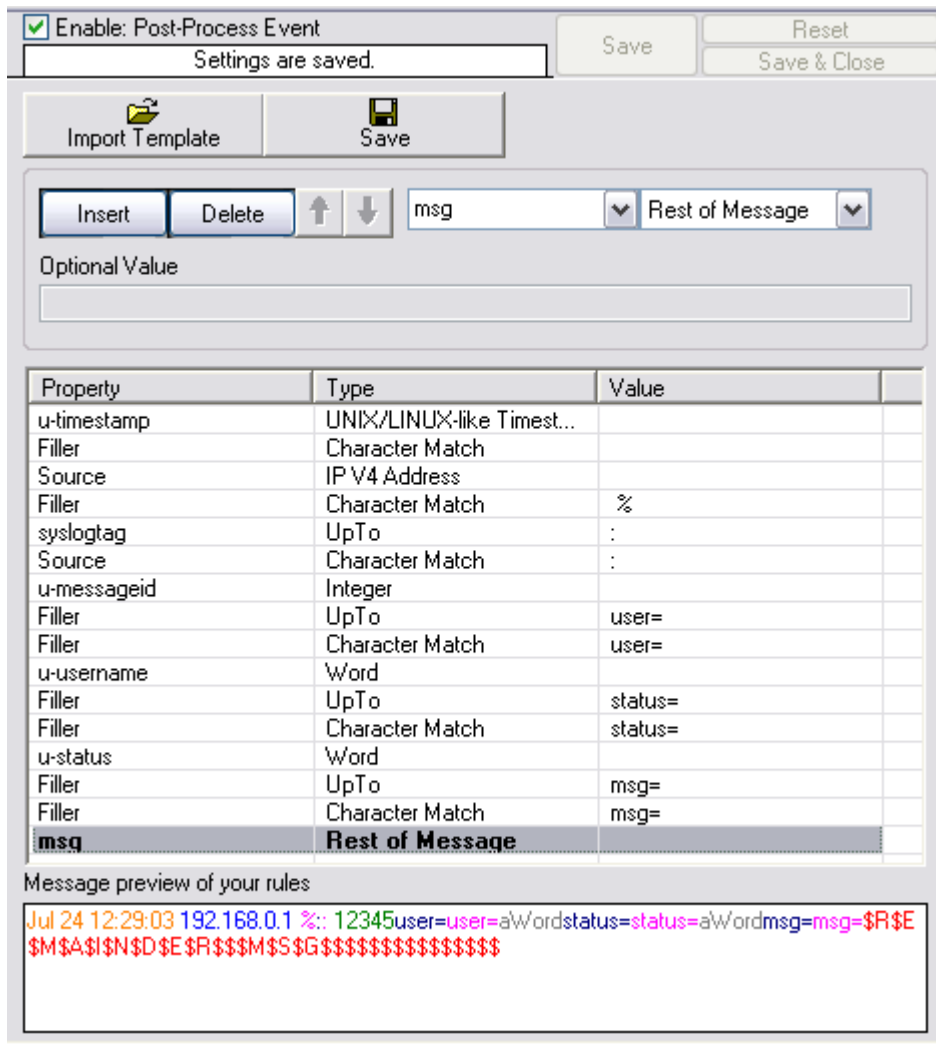 Enable: Post-Process Event
Settings are saved.
Save
Reset
Save & Close
Import Template
Save
Insert Delete msg Rest of Message
Optional Value
Property Type Value
u-timestamp UNIX/LINUX-like Timest...
Filler Character Match
Source IP V4 Address
Filler Character Match %
syslogtag UpTo :
Source Character Match :
u-messageid Integer
Filler UpTo user=
Filler Character Match user=
u-username Word
Filler UpTo status=
Filler Character Match status=
u-status Word
Filler UpTo msg=
Filler Character Match msg=
msg Rest of Message
Message preview of your rules
Jul 24 12:29:03 192.168.0.1 %:: 12345user=user=aWordstatus=status=aWordmsg=msg=$R$E
$M$A$I$N$D$E$R$$$M$S$G$$$$$$$$$$$$$$$